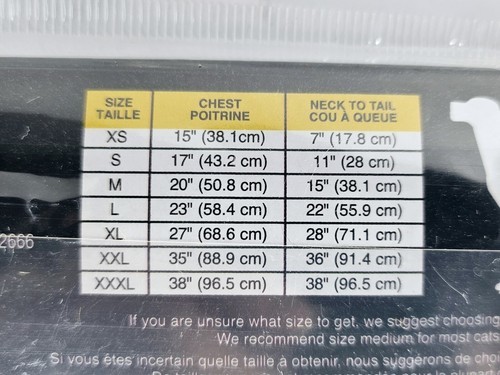 SIZE TAILLE CHEST POITRINE NECK TO TAIL COU À QUEUE
XS 15" (38.1cm) 7" (17.8 cm)
S 17" (43.2 cm) 11" (28 cm)
M 20" (50.8 cm) 15" (38.1 cm)
L 23" (58.4 cm) 22" (55.9 cm)
XL 27" (68.6 cm) 28" (71.1 cm)
2666
XXL 35" (88.9 cm) 36" (91.4 cm)
XXXL 38" (96.5 cm) 38" (96.5 cm)
If you are unsure what size to get, we suggest choosing
We recommend size medium for most cats
Si vous êtes incertain quelle taille à obtenir, nous suggérons de cho